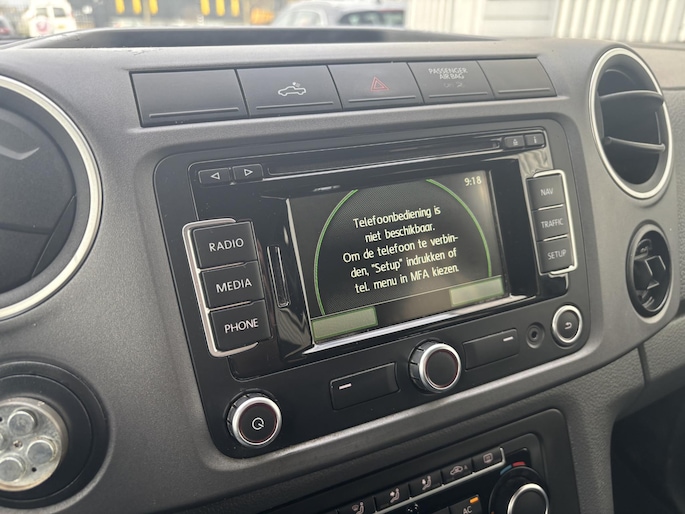 PASSENGER
AIR BAG
9:18
Telefoonbediening is
niet beschikbaar.
Om de telefoon te verbin-
den, "Setup" indrukken of
tel. menu in MFA kiezen.
RADIO
MEDIA
PHONE
NAV
TRAFFIC
SETUP
AC